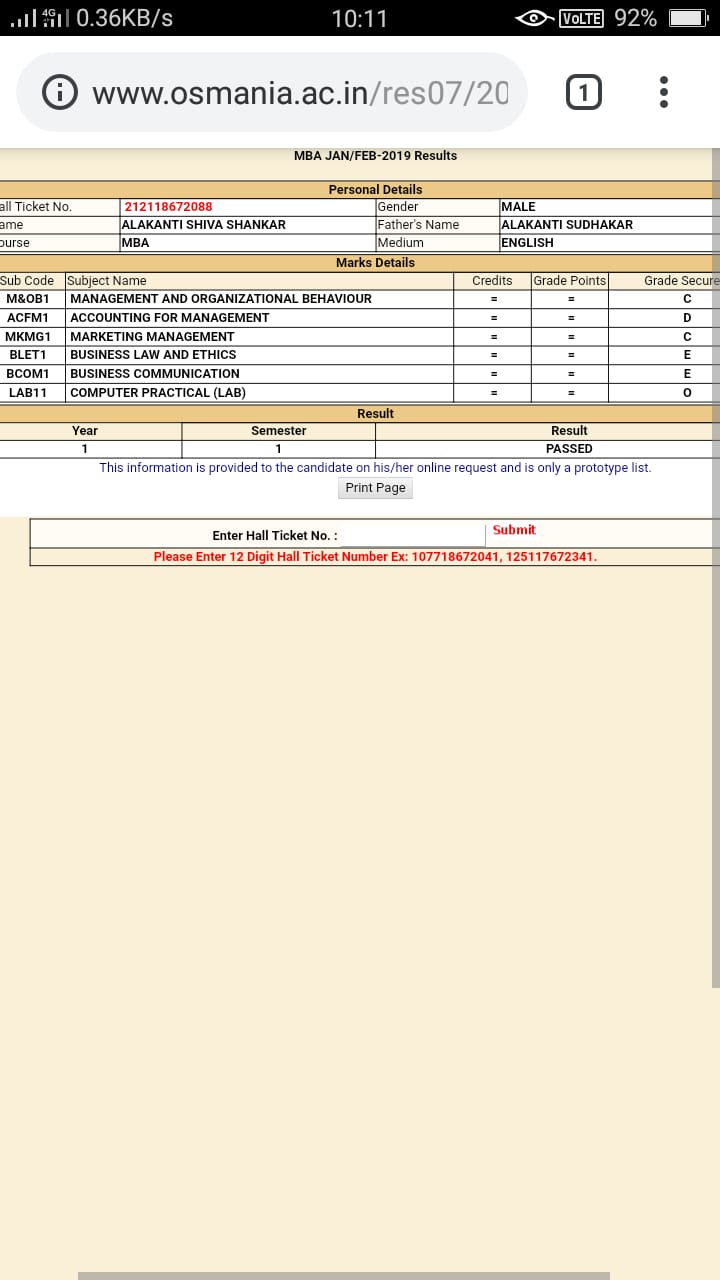 4G 0.36KB/s 10:11 VoLTE 92%
www.osmania.ac.in/res07/20 1
MBA JAN/FEB-2019 Results
Personal Details
all Ticket No. 212118672088 Gender MALE
ame ALAKANTI SHIVA SHANKAR Father's Name ALAKANTI SUDHAKAR
ourse MBA Medium ENGLISH
Marks Details
Sub Code Subject Name Credits Grade Points Grade Secure
M&OB1 MANAGEMENT AND ORGANIZATIONAL BEHAVIOUR = = C
ACFM1 ACCOUNTING FOR MANAGEMENT = = D
MKMG1 MARKETING MANAGEMENT = = C
BLET1 BUSINESS LAW AND ETHICS = = E
BCOM1 BUSINESS COMMUNICATION = = E
LAB11 COMPUTER PRACTICAL (LAB) = = O
Result
Year Semester Result
1 1 PASSED
This information is provided to the candidate on his/her online request and is only a prototype list.
Print Page
Enter Hall Ticket No. : Submit
Please Enter 12 Digit Hall Ticket Number Ex: 107718672041, 125117672341.